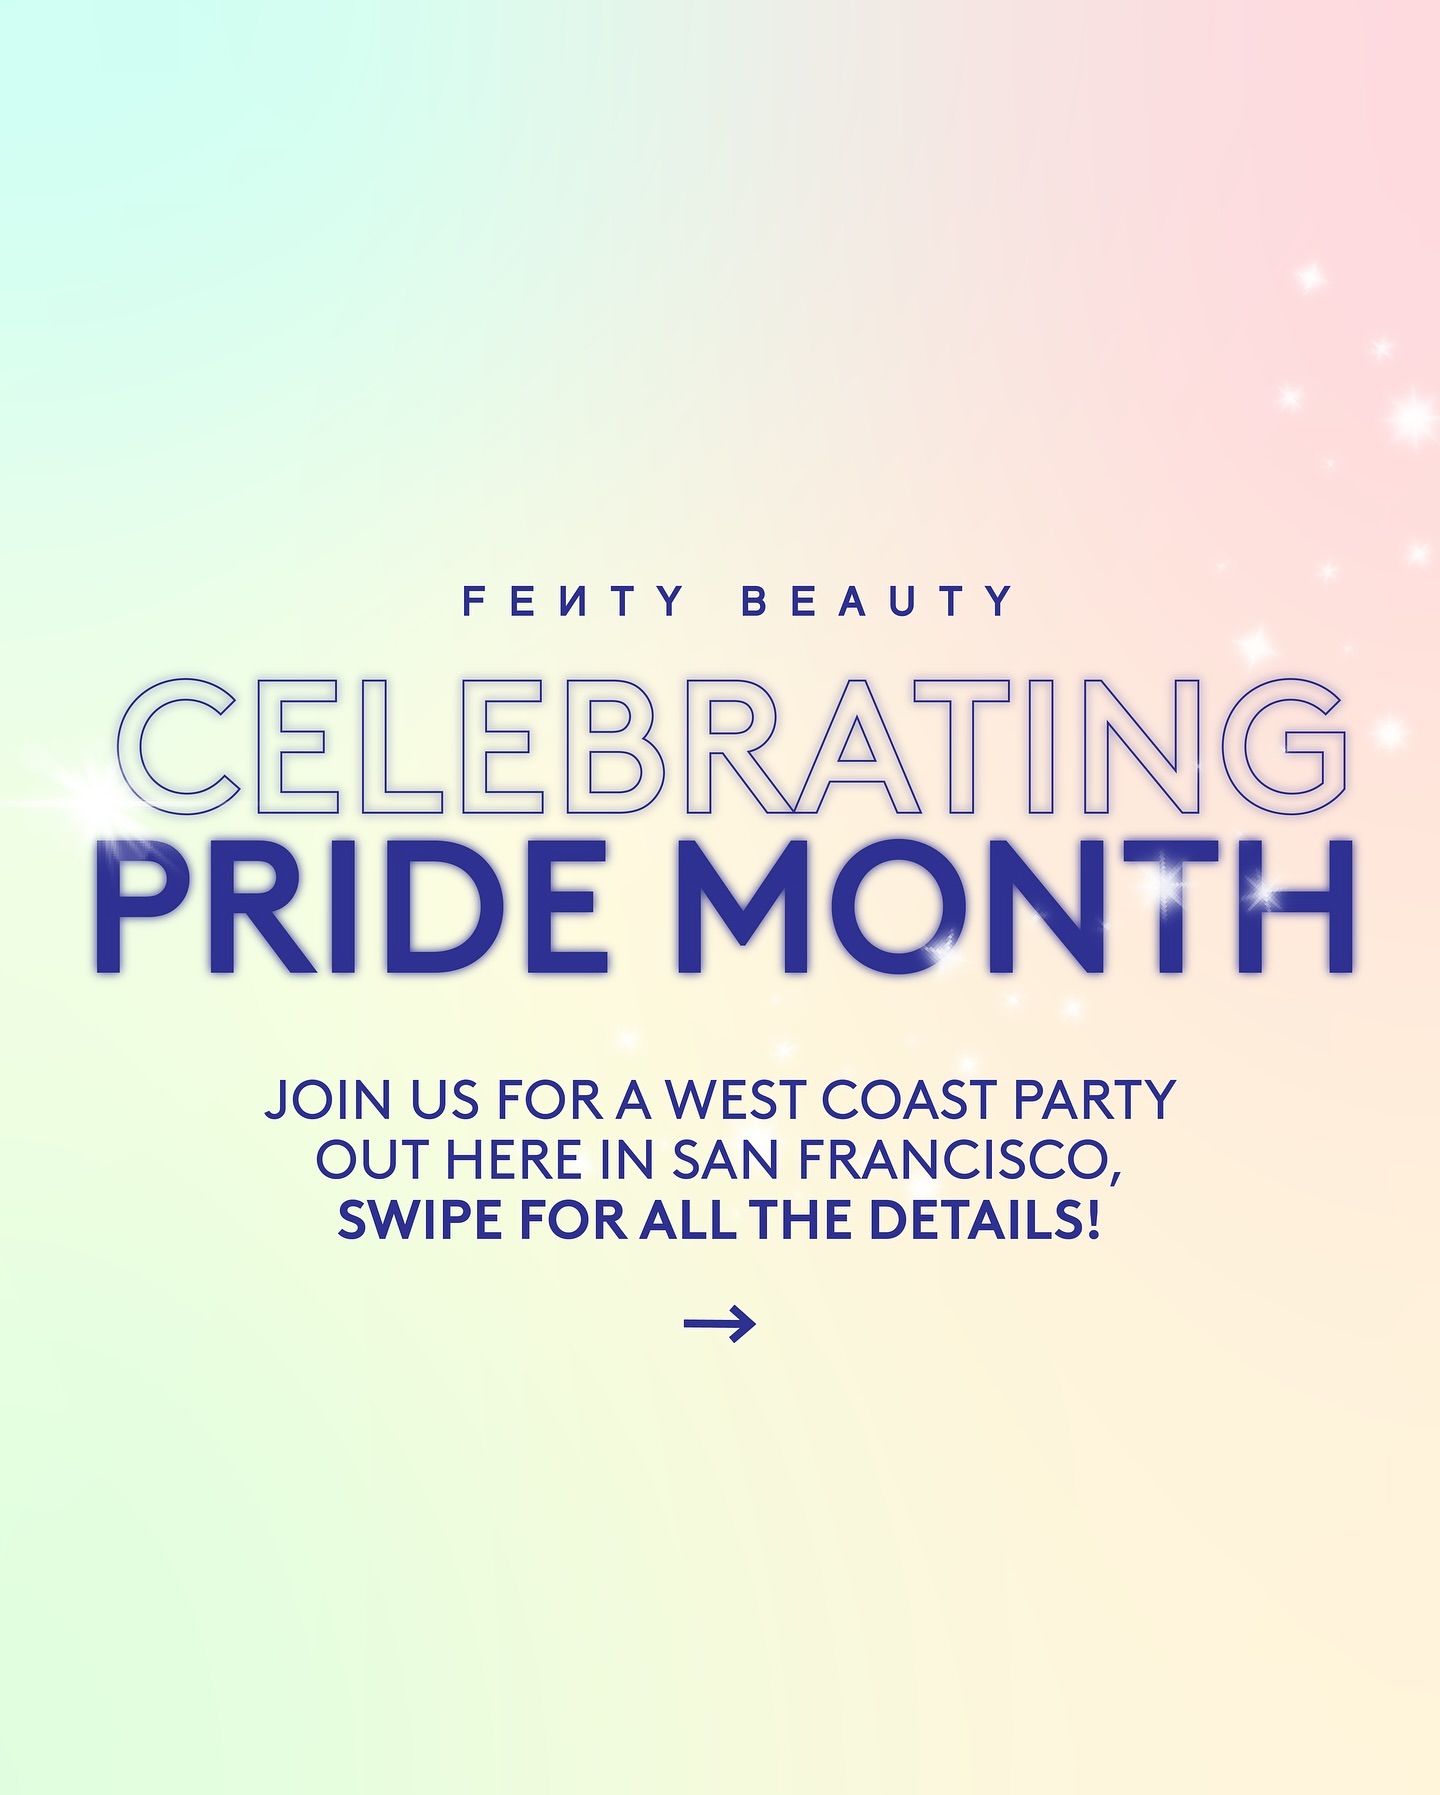 FEИTY BEAUTY
CELEBRATING
PRIDE MONTH
JOIN US FOR A WEST COAST PARTY
OUT HERE IN SAN FRANCISCO,
SWIPE FOR ALL THE DETAILS!
→